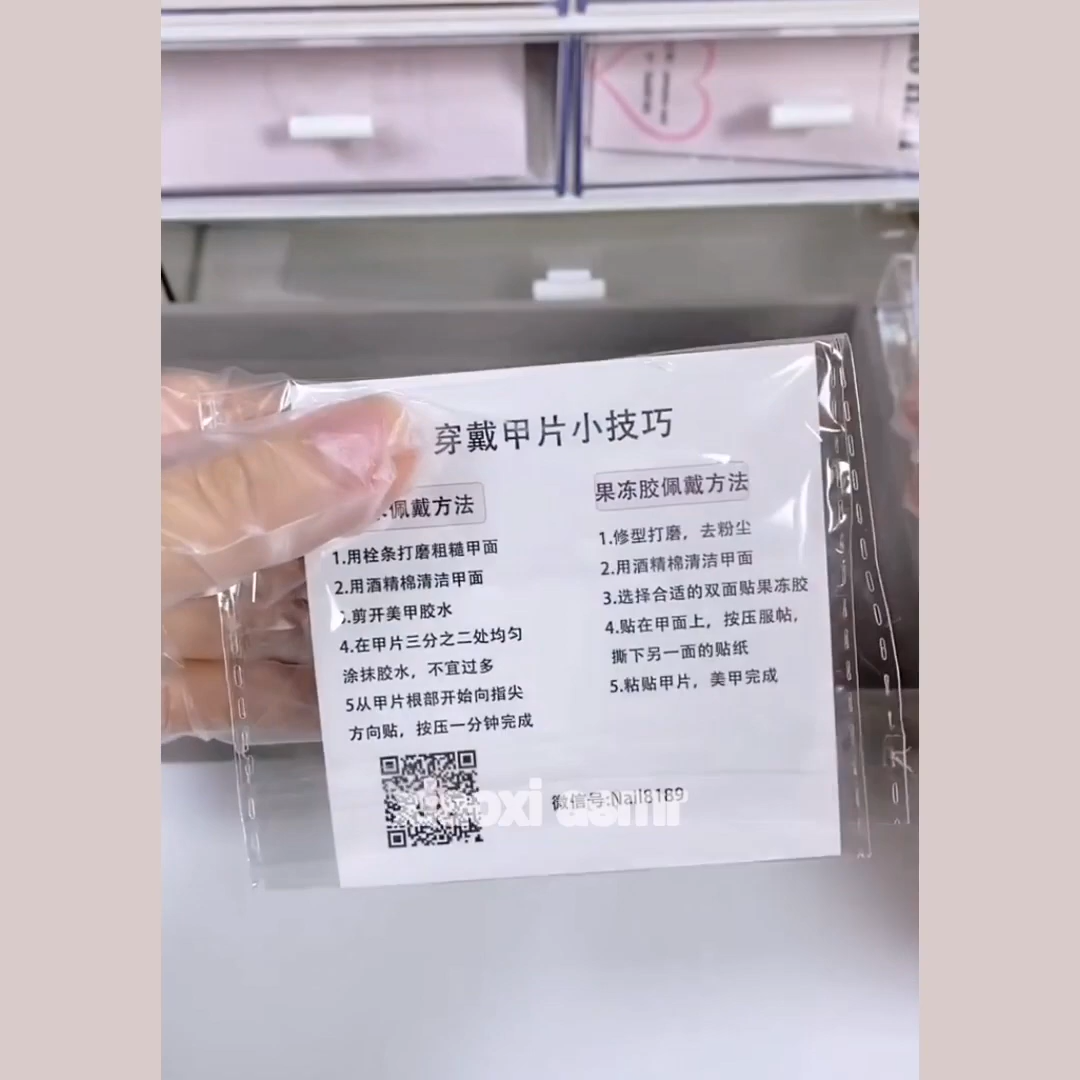 穿戴甲片小技巧
佩戴方法
1.用栓条打磨粗糙甲面
2.用酒精棉清洁甲面
3.剪开美甲胶水
4.在甲片三分之二处均匀
涂抹胶水，不宜过多
5从甲片根部开始向指尖
方向贴，按压一分钟完成
果冻胶佩戴方法
1.修型打磨，去粉尘
2.用酒精棉清洁甲面
3.选择合适的双面贴果冻胶
4.贴在甲面上，按压服帖，
撕下另一面的贴纸
5.粘贴甲片，美甲完成
微信号:Nail8189
asmr